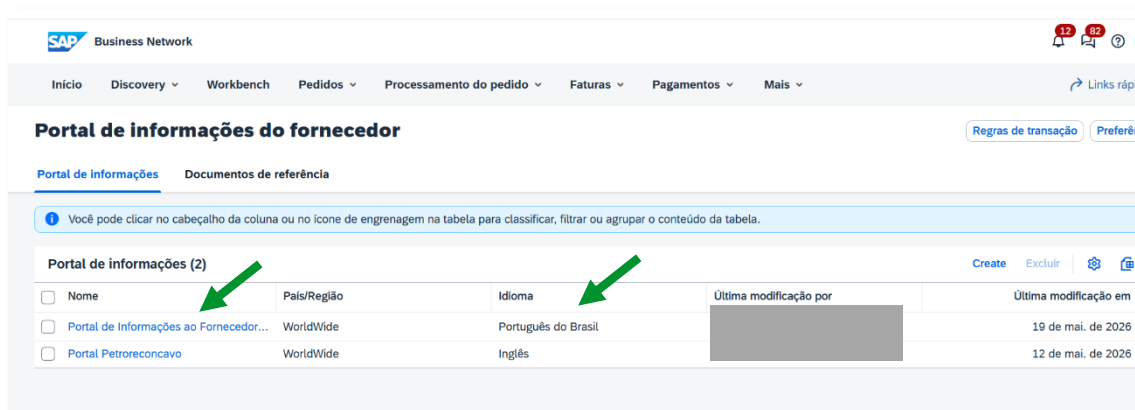 SAP Business Network 12 82
Início Discovery Workbench Pedidos Processamento do pedido Faturas Pagamentos Mais Links rápi
Portal de informações do fornecedor Regras de transação Preferên
Portal de informações Documentos de referência
Você pode clicar no cabeçalho da coluna ou no ícone de engrenagem na tabela para classificar, filtrar ou agrupar o conteúdo da tabela.
Portal de informações (2) Create Excluir
Nome País/Região Idioma Última modificação por Última modificação em
Portal de Informações ao Fornecedor... WorldWide Português do Brasil 19 de mai. de 2026
Portal Petroreconcavo WorldWide Inglês 12 de mai. de 2026